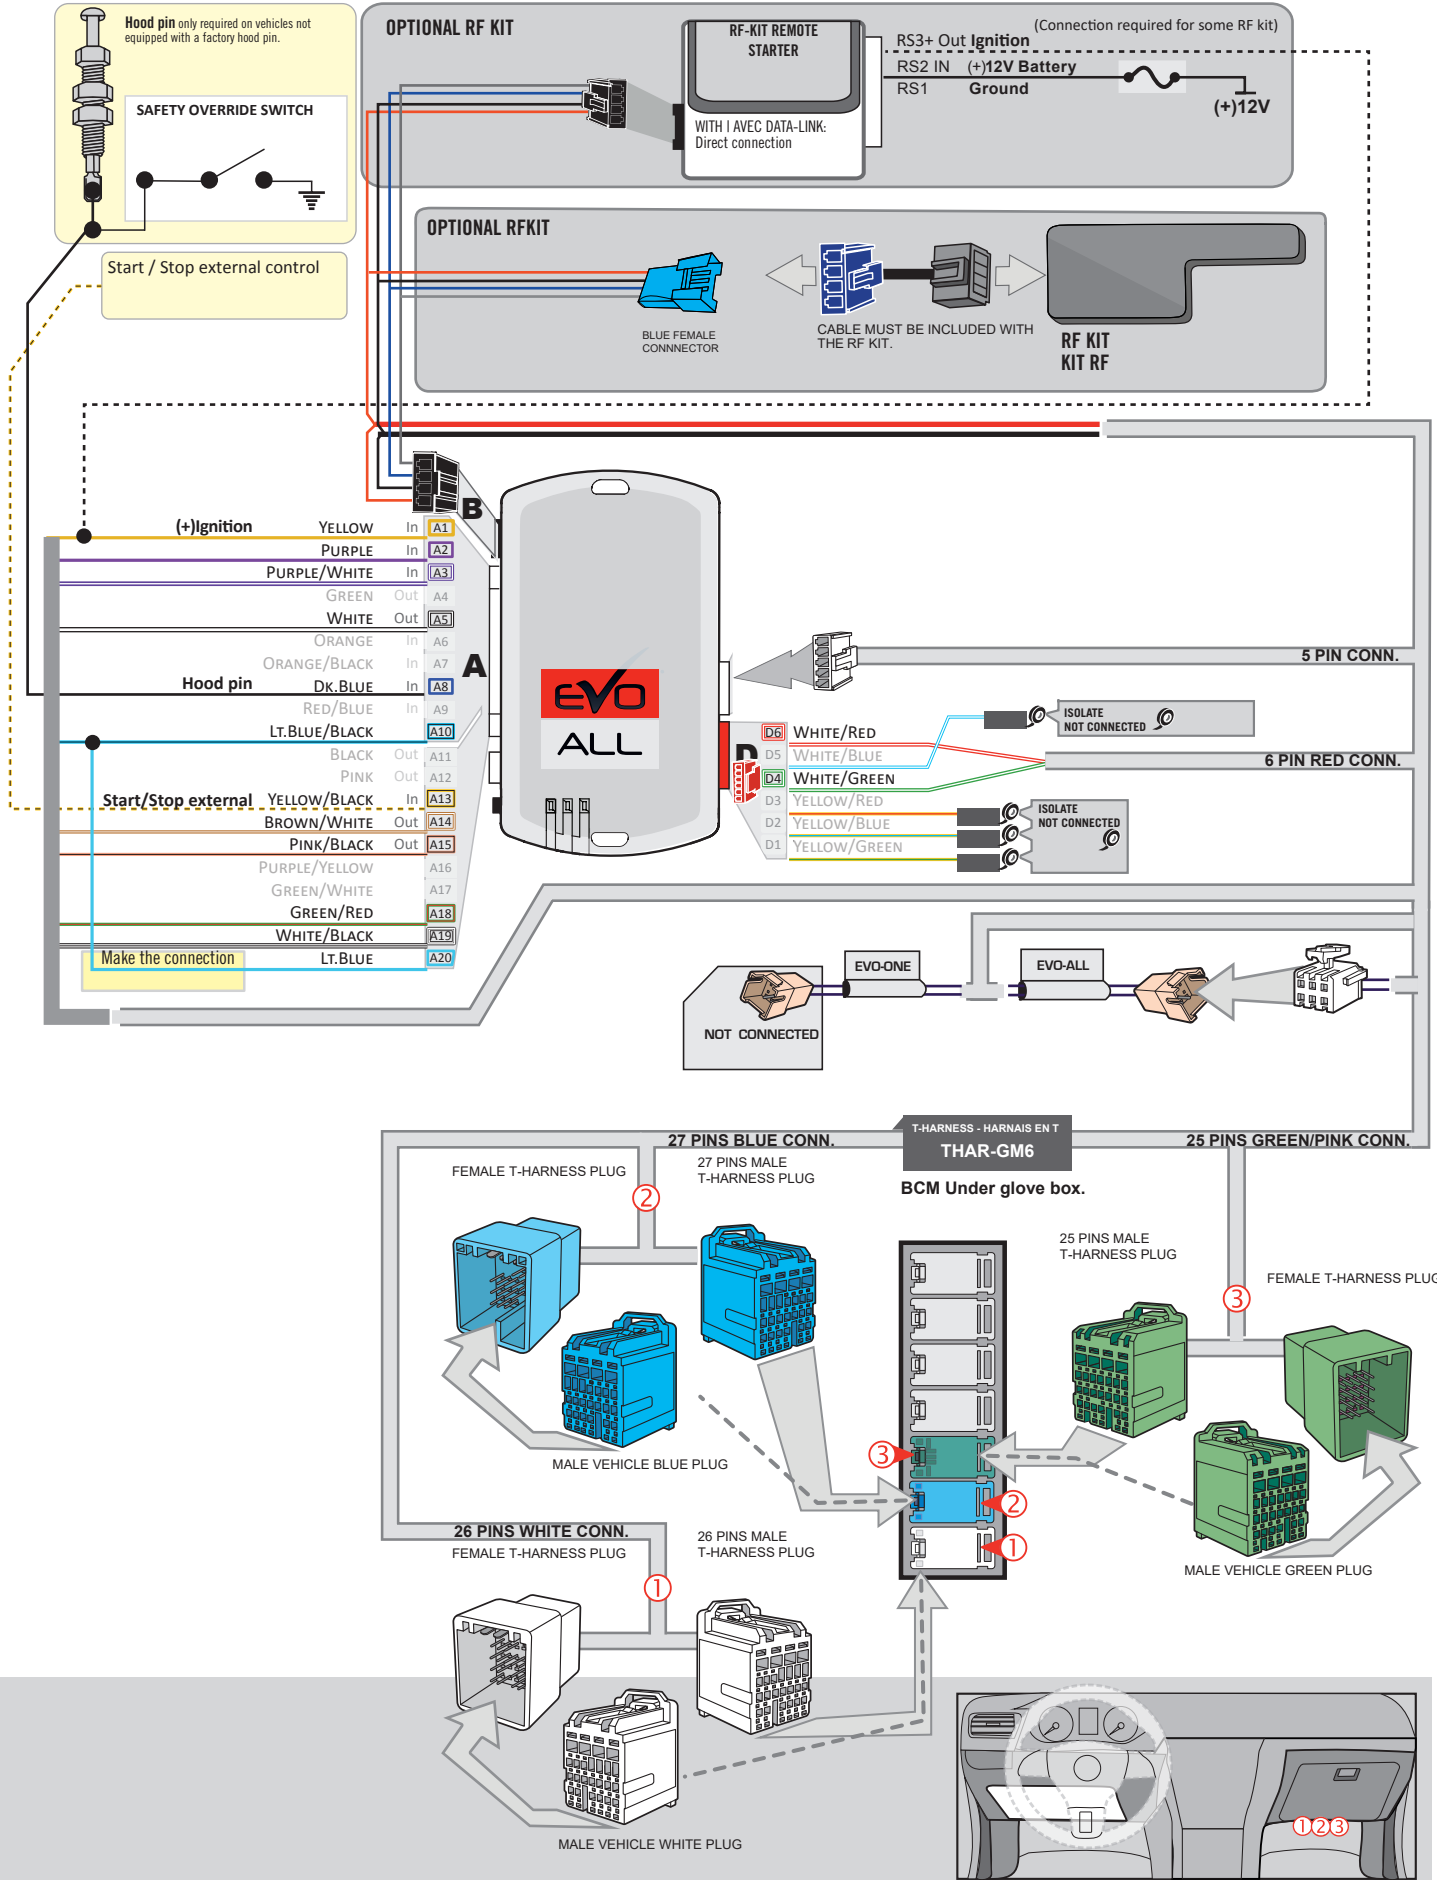 Hood pin only required on vehicles not
equipped with a factory hood pin.
SAFETY OVERRIDE SWITCH
Start / Stop external control
OPTIONAL RF KIT
RF-KIT REMOTE
STARTER
WITH | AVEC DATA-LINK:
Direct connection
(Connection required for some RF kit)
RS3+ Out Ignition
RS2 IN (+)12V Battery
RS1 Ground
(+)12V
OPTIONAL RFKIT
BLUE FEMALE
CONNNECTOR
CABLE MUST BE INCLUDED WITH
THE RF KIT.
RF KIT
KIT RF
B
(+)Ignition YELLOW In A1
PURPLE In A2
PURPLE/WHITE In A3
GREEN Out A4
WHITE Out A5
ORANGE In A6
ORANGE/BLACK In A7
Hood pin DK.BLUE In A8
RED/BLUE In A9
LT.BLUE/BLACK A10
BLACK Out A11
PINK Out A12
Start/Stop external YELLOW/BLACK In A13
BROWN/WHITE Out A14
PINK/BLACK Out A15
PURPLE/YELLOW A16
GREEN/WHITE A17
GREEN/RED A18
WHITE/BLACK A19
Make the connection LT.BLUE A20
A
EVO
ALL
5 PIN CONN.
D
D6 WHITE/RED
D5 WHITE/BLUE
D4 WHITE/GREEN
D3 YELLOW/RED
D2 YELLOW/BLUE
D1 YELLOW/GREEN
ISOLATE
NOT CONNECTED
6 PIN RED CONN.
ISOLATE
NOT CONNECTED
EVO-ONE
EVO-ALL
NOT CONNECTED
T-HARNESS - HARNAIS EN T
THAR-GM6
27 PINS BLUE CONN.
25 PINS GREEN/PINK CONN.
BCM Under glove box.
FEMALE T-HARNESS PLUG
27 PINS MALE
T-HARNESS PLUG
2
25 PINS MALE
T-HARNESS PLUG
FEMALE T-HARNESS PLUG
3
MALE VEHICLE BLUE PLUG
3
2
1
MALE VEHICLE GREEN PLUG
26 PINS WHITE CONN.
FEMALE T-HARNESS PLUG
26 PINS MALE
T-HARNESS PLUG
1
MALE VEHICLE WHITE PLUG
1 2 3